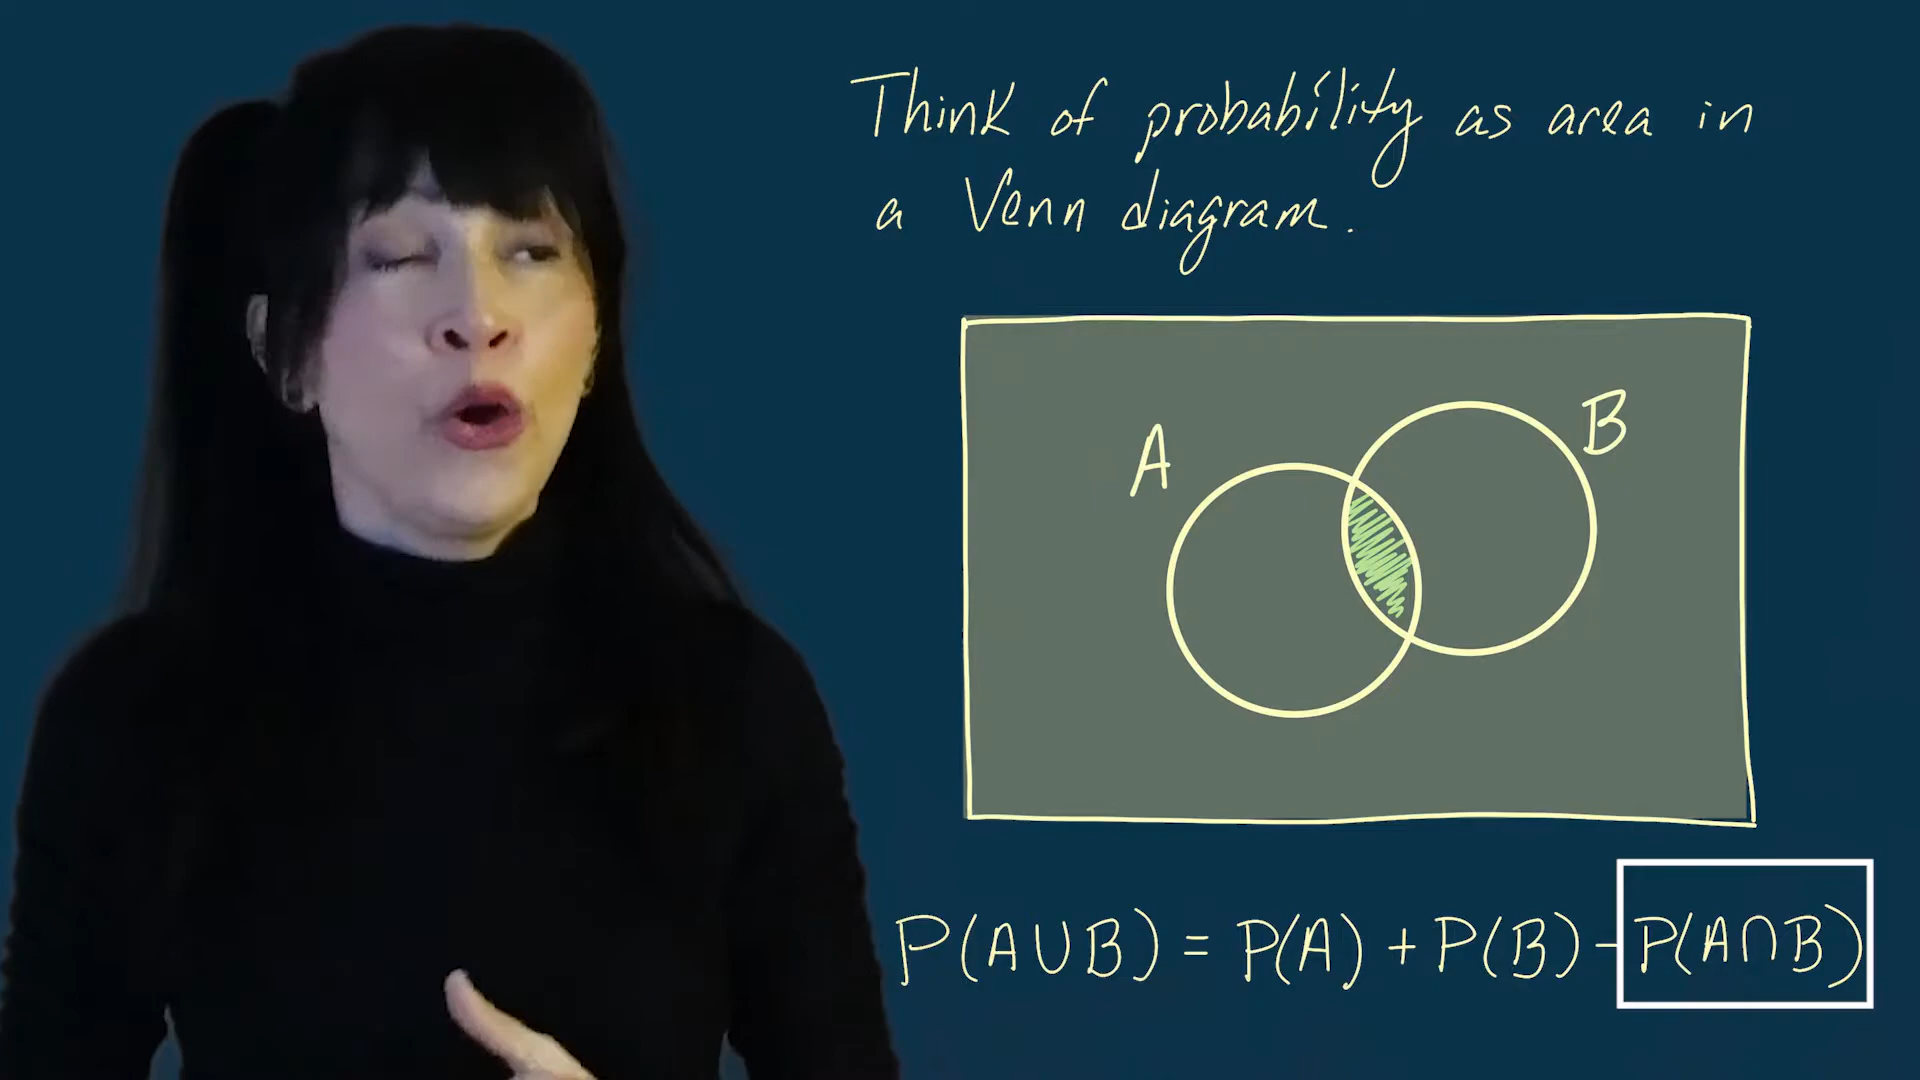 Think of probability as area in
a Venn diagram.
A
B
P(A∪B) = P(A) + P(B) - P(A∩B)